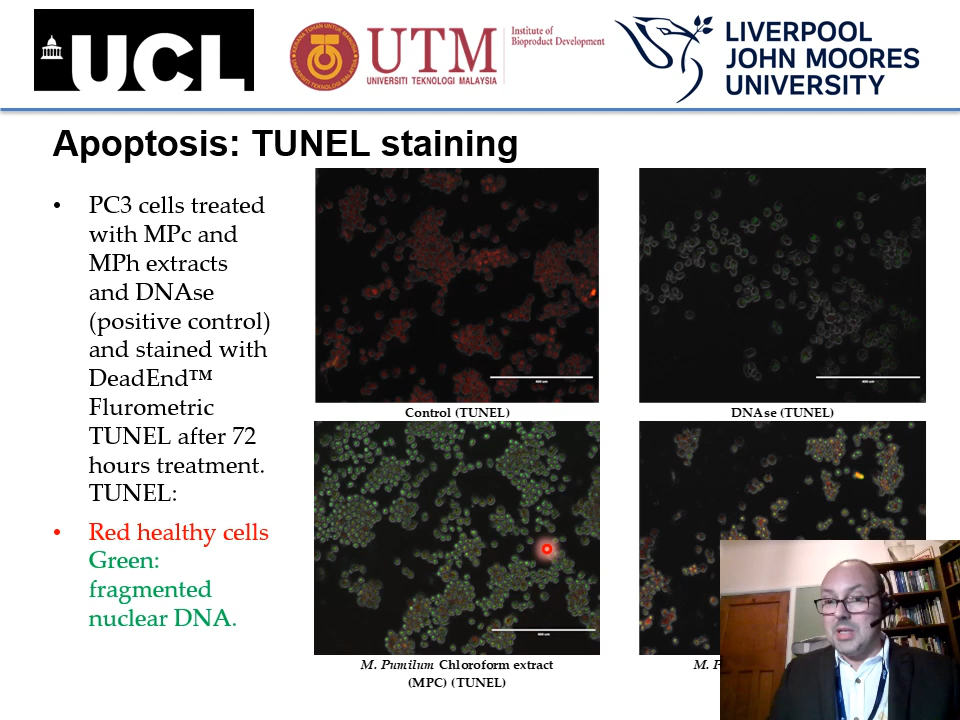 UCL
UTM
UNIVERSITI TEKNOLOGI MALAYSIA
Institute of
Bioproduct Development
LIVERPOOL
JOHN MOORES
UNIVERSITY
Apoptosis: TUNEL staining
• PC3 cells treated
with MPc and
MPh extracts
and DNAse
(positive control)
and stained with
DeadEnd™
Flurometric
TUNEL after 72
hours treatment.
TUNEL:
• Red healthy cells
Green:
fragmented
nuclear DNA.
Control (TUNEL)
DNAse (TUNEL)
M. Pumilum Chloroform extract
(MPC) (TUNEL)
M.